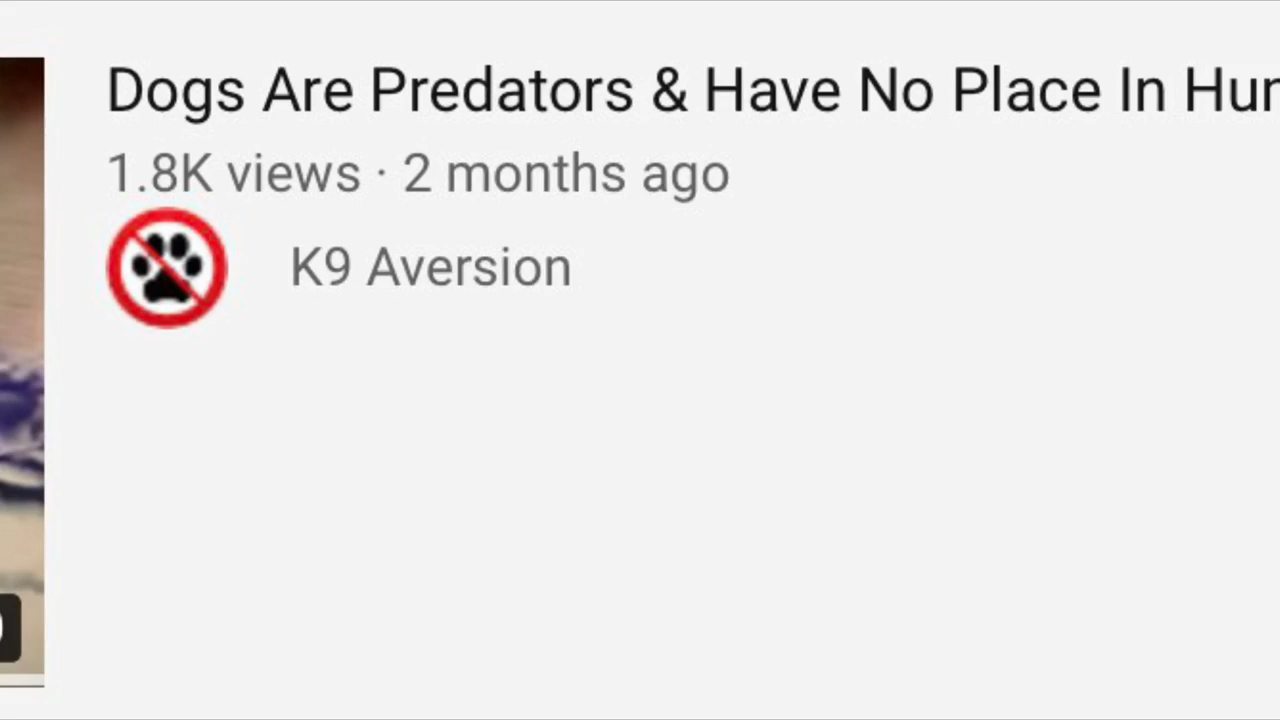 Dogs Are Predators & Have No Place In
1.8K views · 2 months ago
K9 Aversion